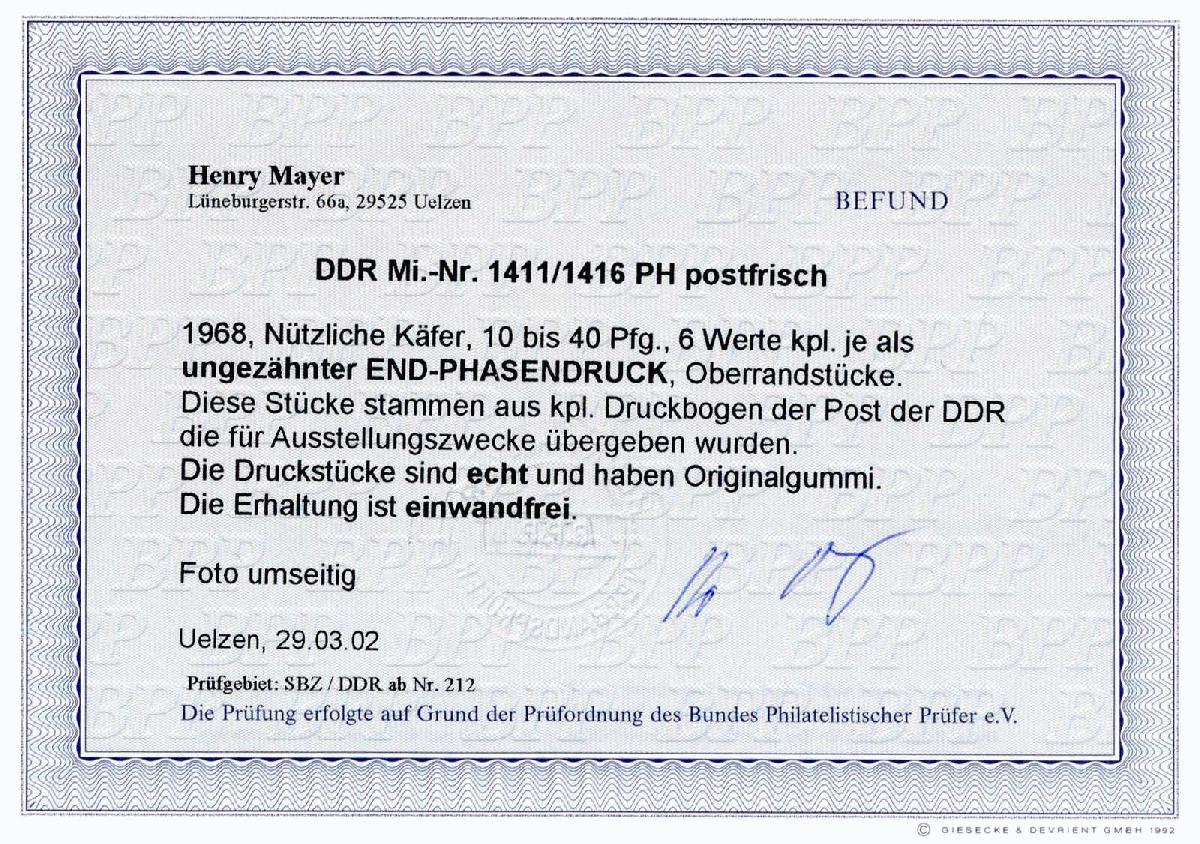 Henry Mayer
Lüneburgerstr. 66a, 29525 Uelzen
BEFUND
DDR Mi.-Nr. 1411/1416 PH postfrisch
1968, Nützliche Käfer, 10 bis 40 Pfg., 6 Werte kpl. je als
ungezähnter END-PHASENDRUCK, Oberrandstücke.
Diese Stücke stammen aus kpl. Druckbogen der Post der DDR
die für Ausstellungszwecke übergeben wurden.
Die Druckstücke sind echt und haben Originalgummi.
Die Erhaltung ist einwandfrei.
Foto umseitig
Uelzen, 29.03.02
Prüfgebiet: SBZ / DDR ab Nr. 212
Die Prüfung erfolgte auf Grund der Prüfordnung des Bundes Philatelistischer Prüfer e.V.
© GIESECKE & DEVRIENT GMBH 1992